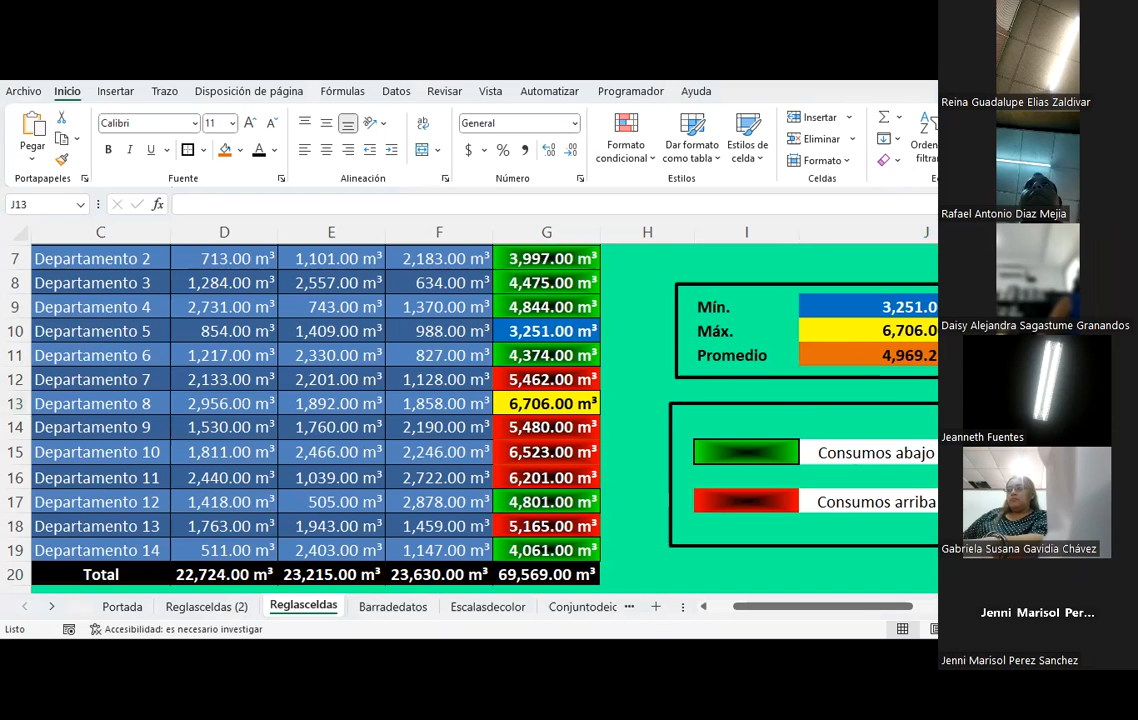 Archivo Inicio Insertar Trazo Disposición de página Fórmulas Datos Revisar Vista Automatizar Programador Ayuda
Pegar
Calibri 11
General
Formato condicional
Dar formato como tabla
Estilos de celda
Insertar
Eliminar
Formato
Orden
filtra
Portapapeles Fuente Alineación Número Estilos Celdas
J13
C D E F G H I J
7 Departamento 2 713.00 m³ 1,101.00 m³ 2,183.00 m³ 3,997.00 m³
8 Departamento 3 1,284.00 m³ 2,557.00 m³ 634.00 m³ 4,475.00 m³
9 Departamento 4 2,731.00 m³ 743.00 m³ 1,370.00 m³ 4,844.00 m³ Mín. 3,251.0
10 Departamento 5 854.00 m³ 1,409.00 m³ 988.00 m³ 3,251.00 m³ Máx. 6,706.0
11 Departamento 6 1,217.00 m³ 2,330.00 m³ 827.00 m³ 4,374.00 m³ Promedio 4,969.2
12 Departamento 7 2,133.00 m³ 2,201.00 m³ 1,128.00 m³ 5,462.00 m³
13 Departamento 8 2,956.00 m³ 1,892.00 m³ 1,858.00 m³ 6,706.00 m³
14 Departamento 9 1,530.00 m³ 1,760.00 m³ 2,190.00 m³ 5,480.00 m³
15 Departamento 10 1,811.00 m³ 2,466.00 m³ 2,246.00 m³ 6,523.00 m³ Consumos abajo
16 Departamento 11 2,440.00 m³ 1,039.00 m³ 2,722.00 m³ 6,201.00 m³
17 Departamento 12 1,418.00 m³ 505.00 m³ 2,878.00 m³ 4,801.00 m³ Consumos arriba
18 Departamento 13 1,763.00 m³ 1,943.00 m³ 1,459.00 m³ 5,165.00 m³
19 Departamento 14 511.00 m³ 2,403.00 m³ 1,147.00 m³ 4,061.00 m³
20 Total 22,724.00 m³ 23,215.00 m³ 23,630.00 m³ 69,569.00 m³
Portada Reglasceldas (2) Reglasceldas Barradedatos Escalasdecolor Conjuntodeic
Listo Accesibilidad: es necesario investigar
Reina Guadalupe Elias Zaldivar
Rafael Antonio Diaz Mejia
Daisy Alejandra Sagastume Granandos
Jeanneth Fuentes
Gabriela Susana Gavidia Chávez
Jenni Marisol Per...
Jenni Marisol Perez Sanchez